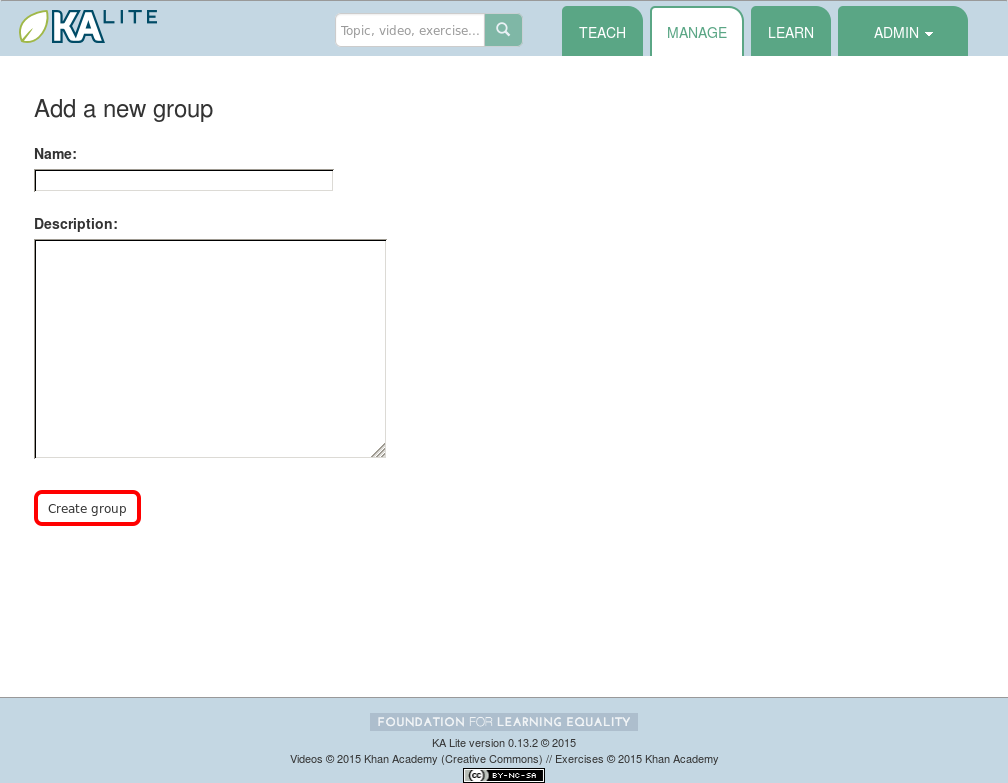 KA LITE
Topic, video, exercise...
TEACH
MANAGE
LEARN
ADMIN
Add a new group
Name:
Description:
Create group
FOUNDATION FOR LEARNING EQUALITY
KA Lite version 0.13.2 © 2015
Videos © 2015 Khan Academy (Creative Commons) // Exercises © 2015 Khan Academy
cc BY-NC-SA